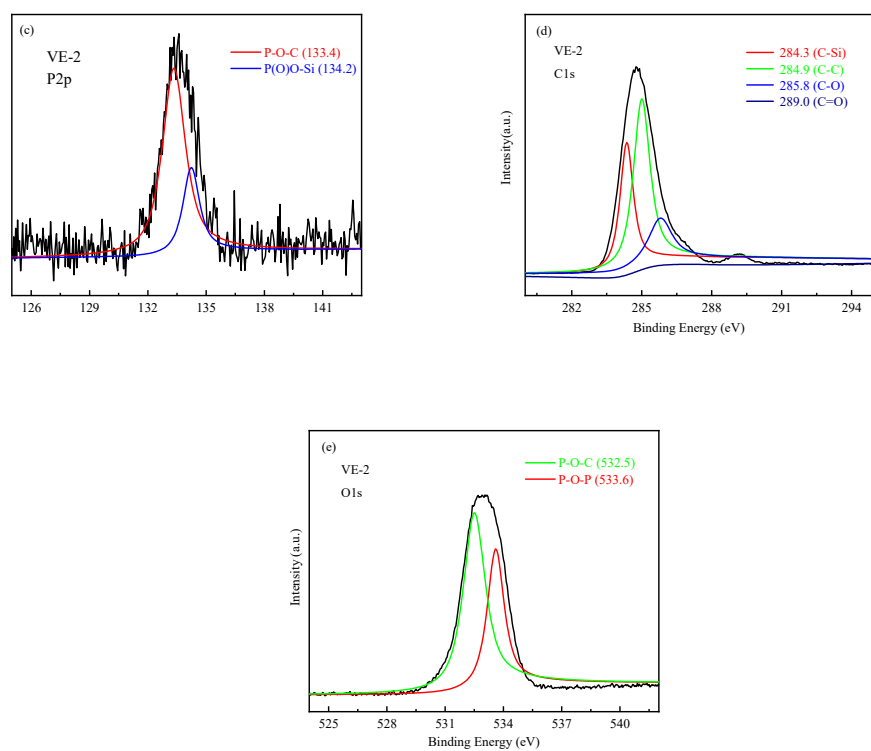 (c)
VE-2
P2p
P-O-C (133.4)
P(O)O-Si (134.2)
126 129 132 135 138 141
(d)
VE-2
C1s
284.3 (C-Si)
284.9 (C-C)
285.8 (C-O)
289.0 (C=O)
Intensity(a.u.)
282 285 288 291 294
Binding Energy (eV)
(e)
VE-2
O1s
P-O-C (532.5)
P-O-P (533.6)
Intensity (a.u.)
525 528 531 534 537 540
Binding Energy (eV)